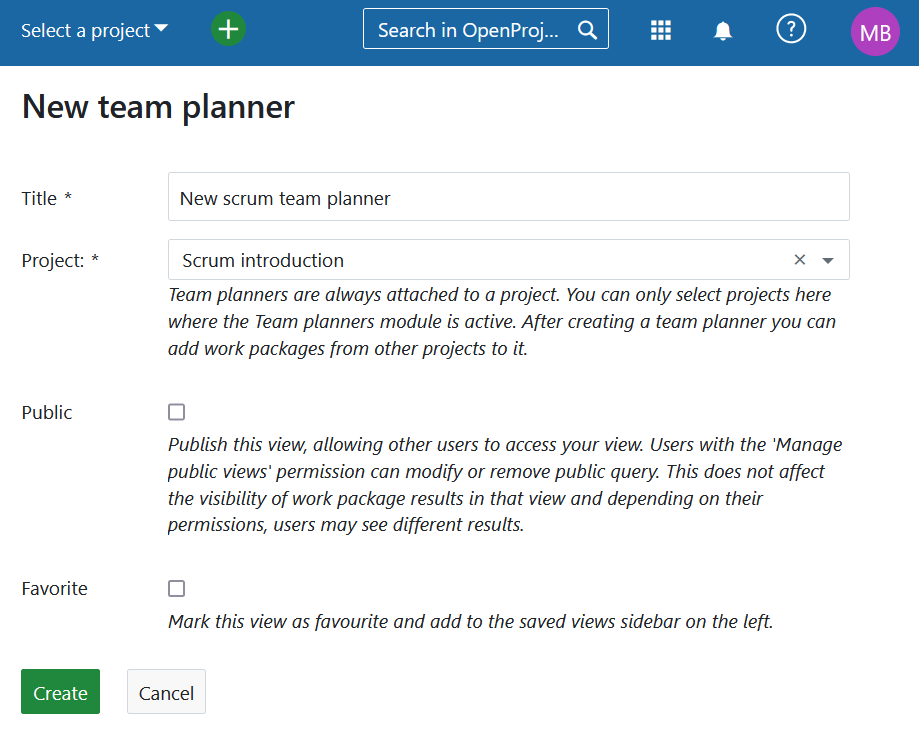 Select a project
Search in OpenProj...
?
MB
New team planner
Title *
New scrum team planner
Project: *
Scrum introduction
Team planners are always attached to a project. You can only select projects here
where the Team planners module is active. After creating a team planner you can
add work packages from other projects to it.
Public
Publish this view, allowing other users to access your view. Users with the 'Manage
public views' permission can modify or remove public query. This does not affect
the visibility of work package results in that view and depending on their
permissions, users may see different results.
Favorite
Mark this view as favourite and add to the saved views sidebar on the left.
Create
Cancel